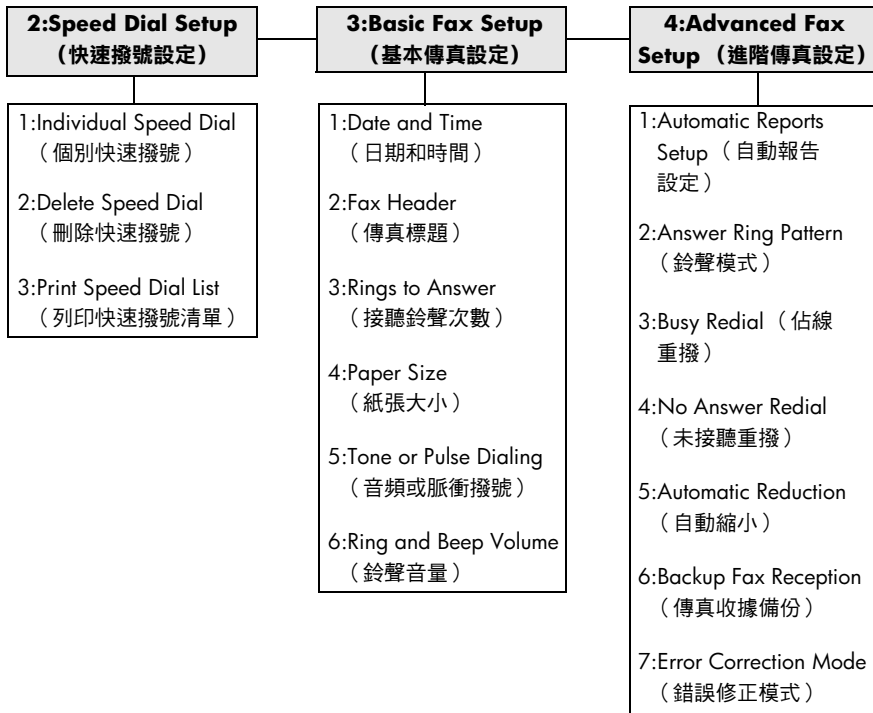 2:Speed Dial Setup
（快速撥號設定）
1:Individual Speed Dial
（個別快速撥號）
2:Delete Speed Dial
（刪除快速撥號）
3:Print Speed Dial List
（列印快速撥號清單）
3:Basic Fax Setup
（基本傳真設定）
1:Date and Time
（日期和時間）
2:Fax Header
（傳真標題）
3:Rings to Answer
（接聽鈴聲次數）
4:Paper Size
（紙張大小）
5:Tone or Pulse Dialing
（音頻或脈衝撥號）
6:Ring and Beep Volume
（鈴聲音量）
4:Advanced Fax
Setup（進階傳真設定）
1:Automatic Reports
Setup（自動報告
設定）
2:Answer Ring Pattern
（鈴聲模式）
3:Busy Redial（佔線
重撥）
4:No Answer Redial
（未接聽重撥）
5:Automatic Reduction
（自動縮小）
6:Backup Fax Reception
（傳真收據備份）
7:Error Correction Mode
（錯誤修正模式）